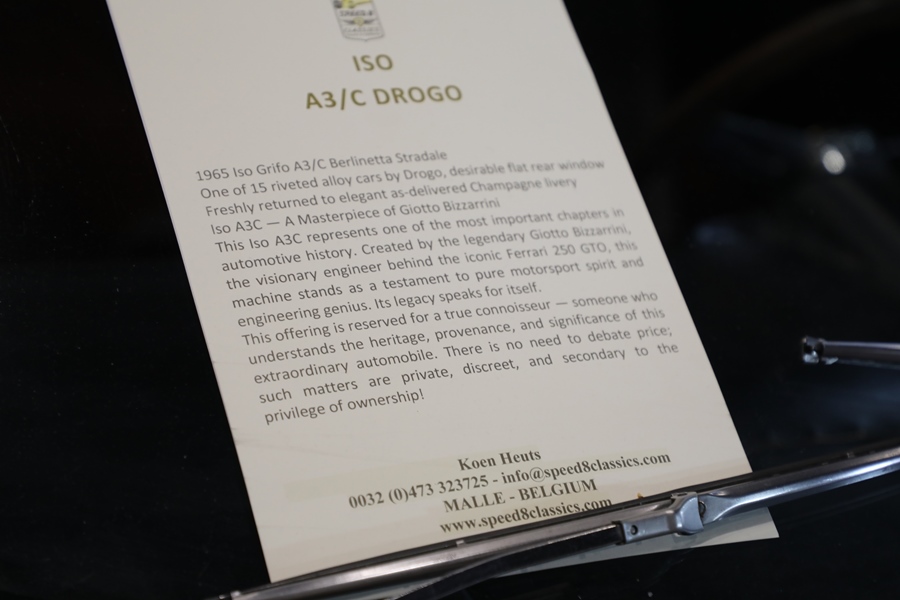 ISO
A3/C DROGO
1965 Iso Grifo A3/C Berlinetta Stradale
One of 15 riveted alloy cars by Drogo, desirable flat rear window
Freshly returned to elegant as-delivered Champagne livery
Iso A3C — A Masterpiece of Giotto Bizzarrini
This Iso A3C represents one of the most important chapters in
automotive history. Created by the legendary Giotto Bizzarrini,
the visionary engineer behind the iconic Ferrari 250 GTO, this
machine stands as a testament to pure motorsport spirit and
engineering genius. Its legacy speaks for itself.
This offering is reserved for a true connoisseur — someone who
understands the heritage, provenance, and significance of this
extraordinary automobile. There is no need to debate price;
such matters are private, discreet, and secondary to the
privilege of ownership!
Koen Heuts
0032 (0)473 323725 - info@speed8classics.com
MALLE - BELGIUM
www.speed8classics.com